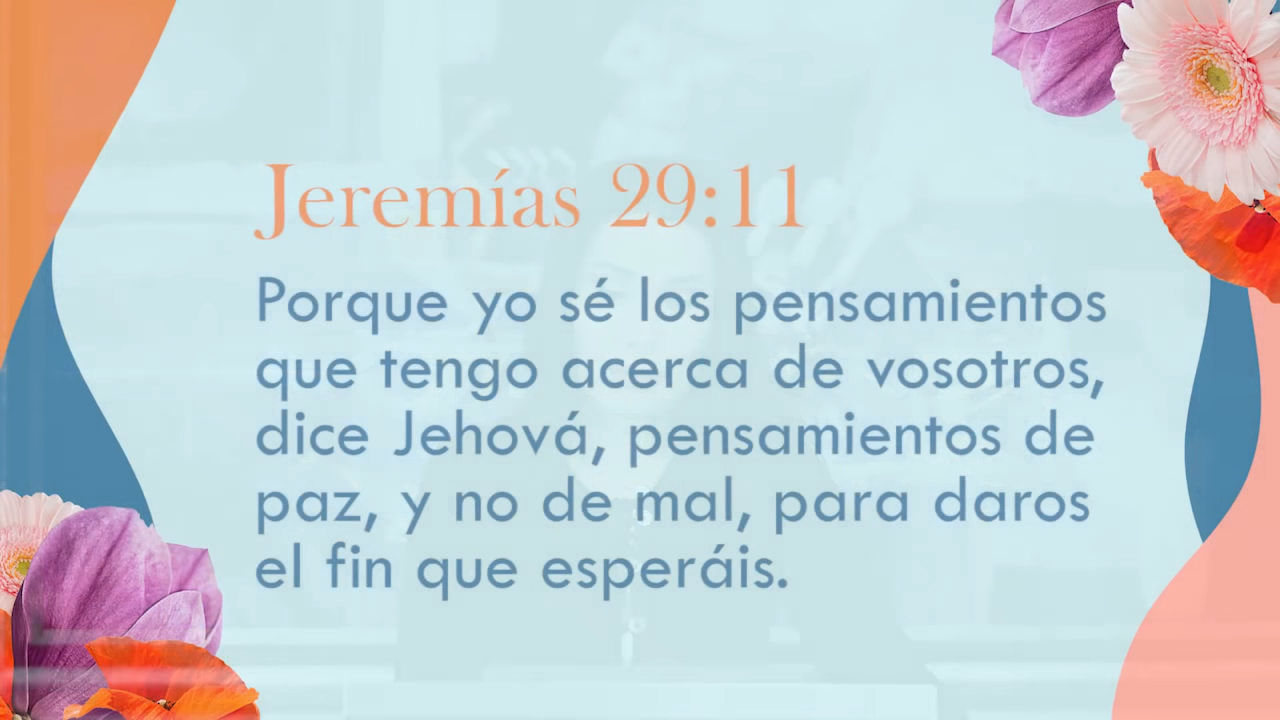 Jeremías 29:11
Porque yo sé los pensamientos
que tengo acerca de vosotros,
dice Jehová, pensamientos de
paz, y no de mal, para daros
el fin que esperáis.